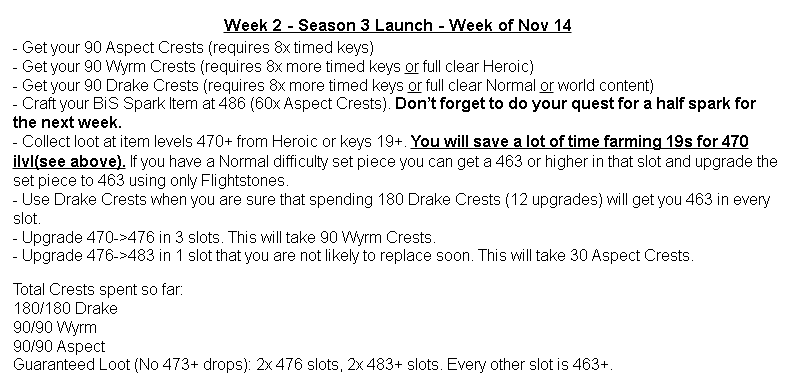 Week 2 - Season 3 Launch - Week of Nov 14
- Get your 90 Aspect Crests (requires 8x timed keys)
- Get your 90 Wyrm Crests (requires 8x more timed keys or full clear Heroic)
- Get your 90 Drake Crests (requires 8x more timed keys or full clear Normal or world content)
- Craft your BiS Spark Item at 486 (60x Aspect Crests). Don't forget to do your quest for a half spark for
the next week.
- Collect loot at item levels 470+ from Heroic or keys 19+. You will save a lot of time farming 19s for 470
ilvl(see above). If you have a Normal difficulty set piece you can get a 463 or higher in that slot and upgrade the
set piece to 463 using only Flightstones.
- Use Drake Crests when you are sure that spending 180 Drake Crests (12 upgrades) will get you 463 in every
slot.
- Upgrade 470->476 in 3 slots. This will take 90 Wyrm Crests.
- Upgrade 476->483 in 1 slot that you are not likely to replace soon. This will take 30 Aspect Crests.
Total Crests spent so far:
180/180 Drake
90/90 Wyrm
90/90 Aspect
Guaranteed Loot (No 473+ drops): 2x 476 slots, 2x 483+ slots. Every other slot is 463+.